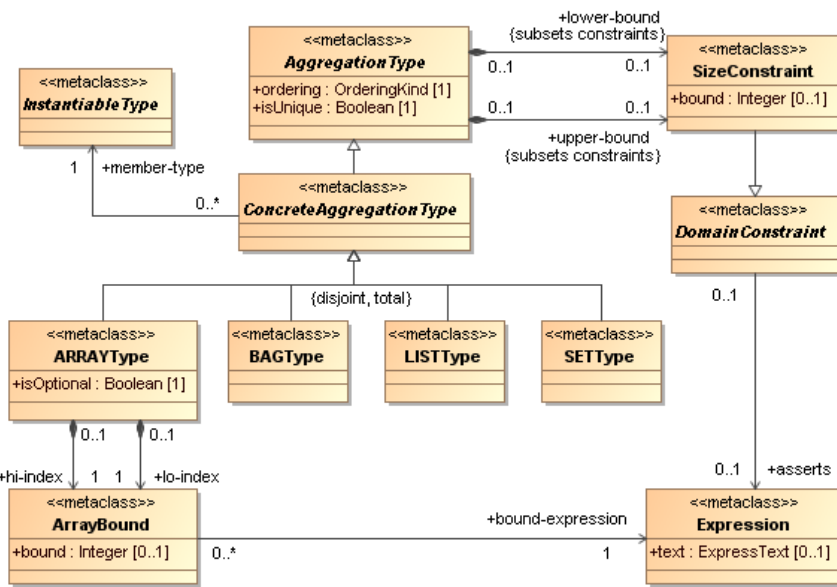 +lower-bound
{subsets constraints}
<<metaclass>>
AggregationType
+ordering : OrderingKind [1]
+isUnique : Boolean [1]
0..1
0..1
0..1
0..1
+upper-bound
{subsets constraints}
<<metaclass>>
SizeConstraint
+bound : Integer [0..1]
<<metaclass>>
InstantiableType
1
+member-type
0..*
<<metaclass>>
ConcreteAggregationType
<<metaclass>>
DomainConstraint
0..1
{disjoint, total}
<<metaclass>>
ARRAYType
+isOptional : Boolean [1]
<<metaclass>>
BAGType
<<metaclass>>
LISTType
<<metaclass>>
SETType
0..1
0..1
+hi-index
1
1
+lo-index
0..1
+asserts
<<metaclass>>
ArrayBound
+bound : Integer [0..1]
0..*
+bound-expression
1
<<metaclass>>
Expression
+text : ExpressText [0..1]